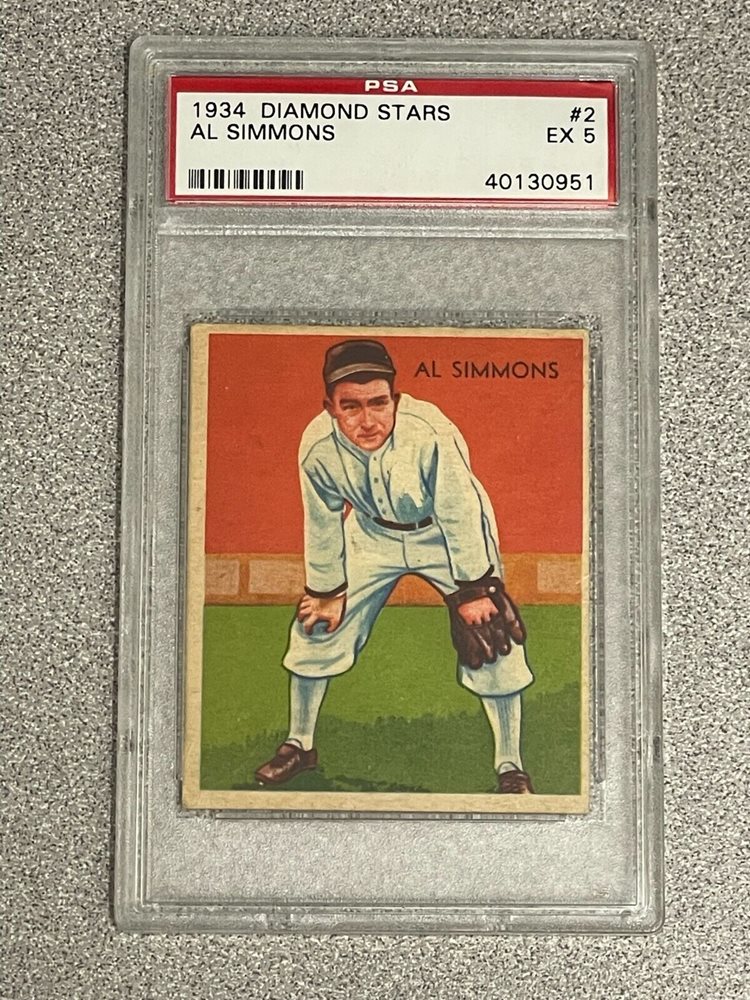 PSA
1934 DIAMOND STARS #2
AL SIMMONS EX 5
40130951
AL SIMMONS